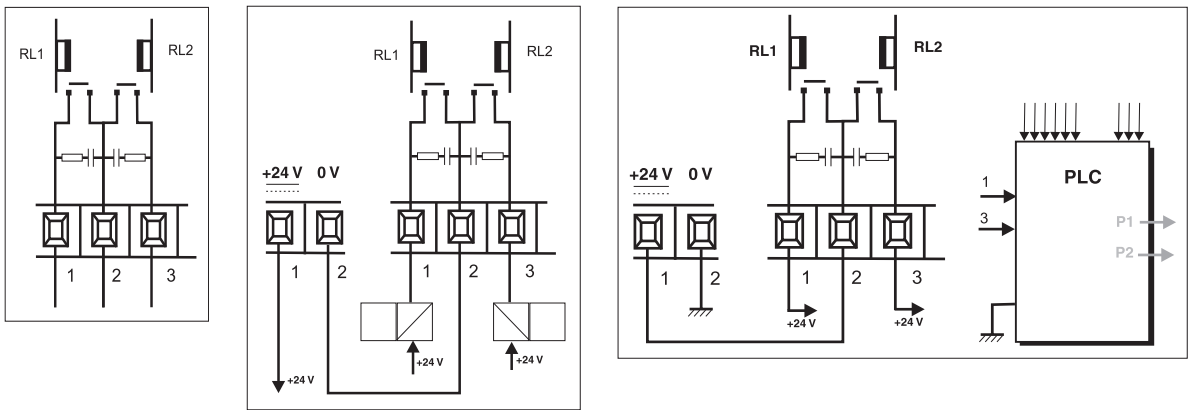 RL1 RL2
1 2 3
RL1 RL2
+24 V 0 V
1 2 1 2 3
+24 V +24 V
+24 V
RL1 RL2
+24 V 0 V
1 2 1 2 3
+24 V +24 V
PLC
1
3
P1
P2